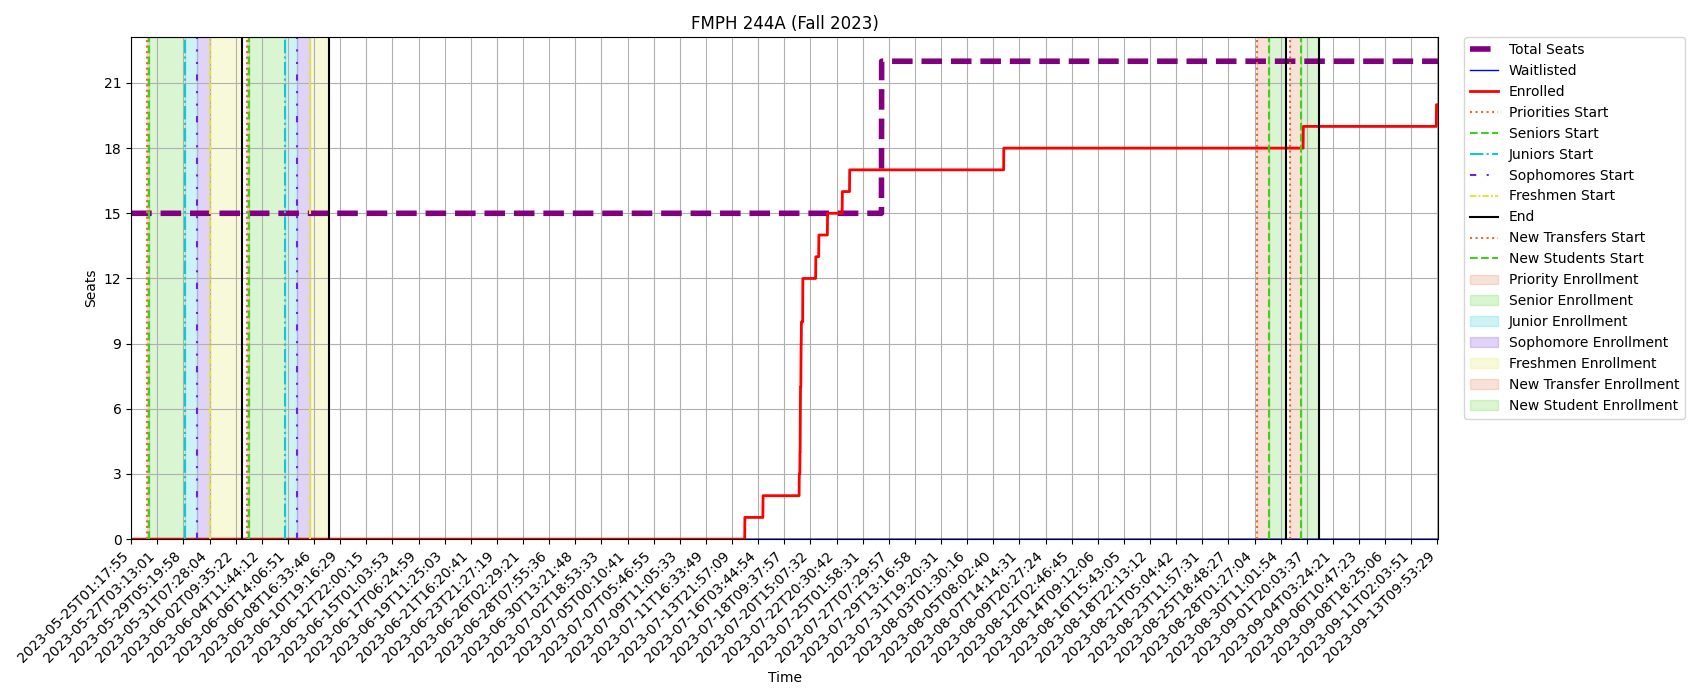 FMPH 244A (Fall 2023)
Seats
21
18
15
12
9
6
3
0
2023-05-25T01:17:55
2023-05-27T03:13:01
2023-05-29T05:19:58
2023-05-31T07:28:04
2023-06-02T09:35:22
2023-06-04T11:44:12
2023-06-06T14:06:51
2023-06-08T16:33:46
2023-06-10T19:16:29
2023-06-12T22:00:15
2023-06-15T01:03:53
2023-06-17T06:24:59
2023-06-19T11:25:03
2023-06-21T16:20:41
2023-06-23T21:27:19
2023-06-26T02:29:21
2023-06-28T07:55:36
2023-06-30T13:21:48
2023-07-02T18:53:33
2023-07-05T00:10:41
2023-07-07T05:46:55
2023-07-09T11:05:33
2023-07-11T16:33:49
2023-07-13T21:57:09
2023-07-16T03:44:54
2023-07-18T09:37:57
2023-07-20T15:07:32
2023-07-22T20:30:42
2023-07-25T01:58:31
2023-07-27T07:29:57
2023-07-29T13:16:58
2023-07-31T19:20:31
2023-08-03T01:30:16
2023-08-05T08:02:40
2023-08-07T14:14:31
2023-08-09T20:27:24
2023-08-12T02:46:45
2023-08-14T09:12:06
2023-08-16T15:43:05
2023-08-18T22:13:12
2023-08-21T05:04:42
2023-08-23T11:57:31
2023-08-25T18:48:27
2023-08-28T01:27:04
2023-08-30T11:01:54
2023-09-01T20:03:37
2023-09-04T03:24:21
2023-09-06T10:47:23
2023-09-08T18:25:06
2023-09-11T02:03:51
2023-09-13T09:53:29
Time
Total Seats
Waitlisted
Enrolled
Priorities Start
Seniors Start
Juniors Start
Sophomores Start
Freshmen Start
End
New Transfers Start
New Students Start
Priority Enrollment
Senior Enrollment
Junior Enrollment
Sophomore Enrollment
Freshmen Enrollment
New Transfer Enrollment
New Student Enrollment